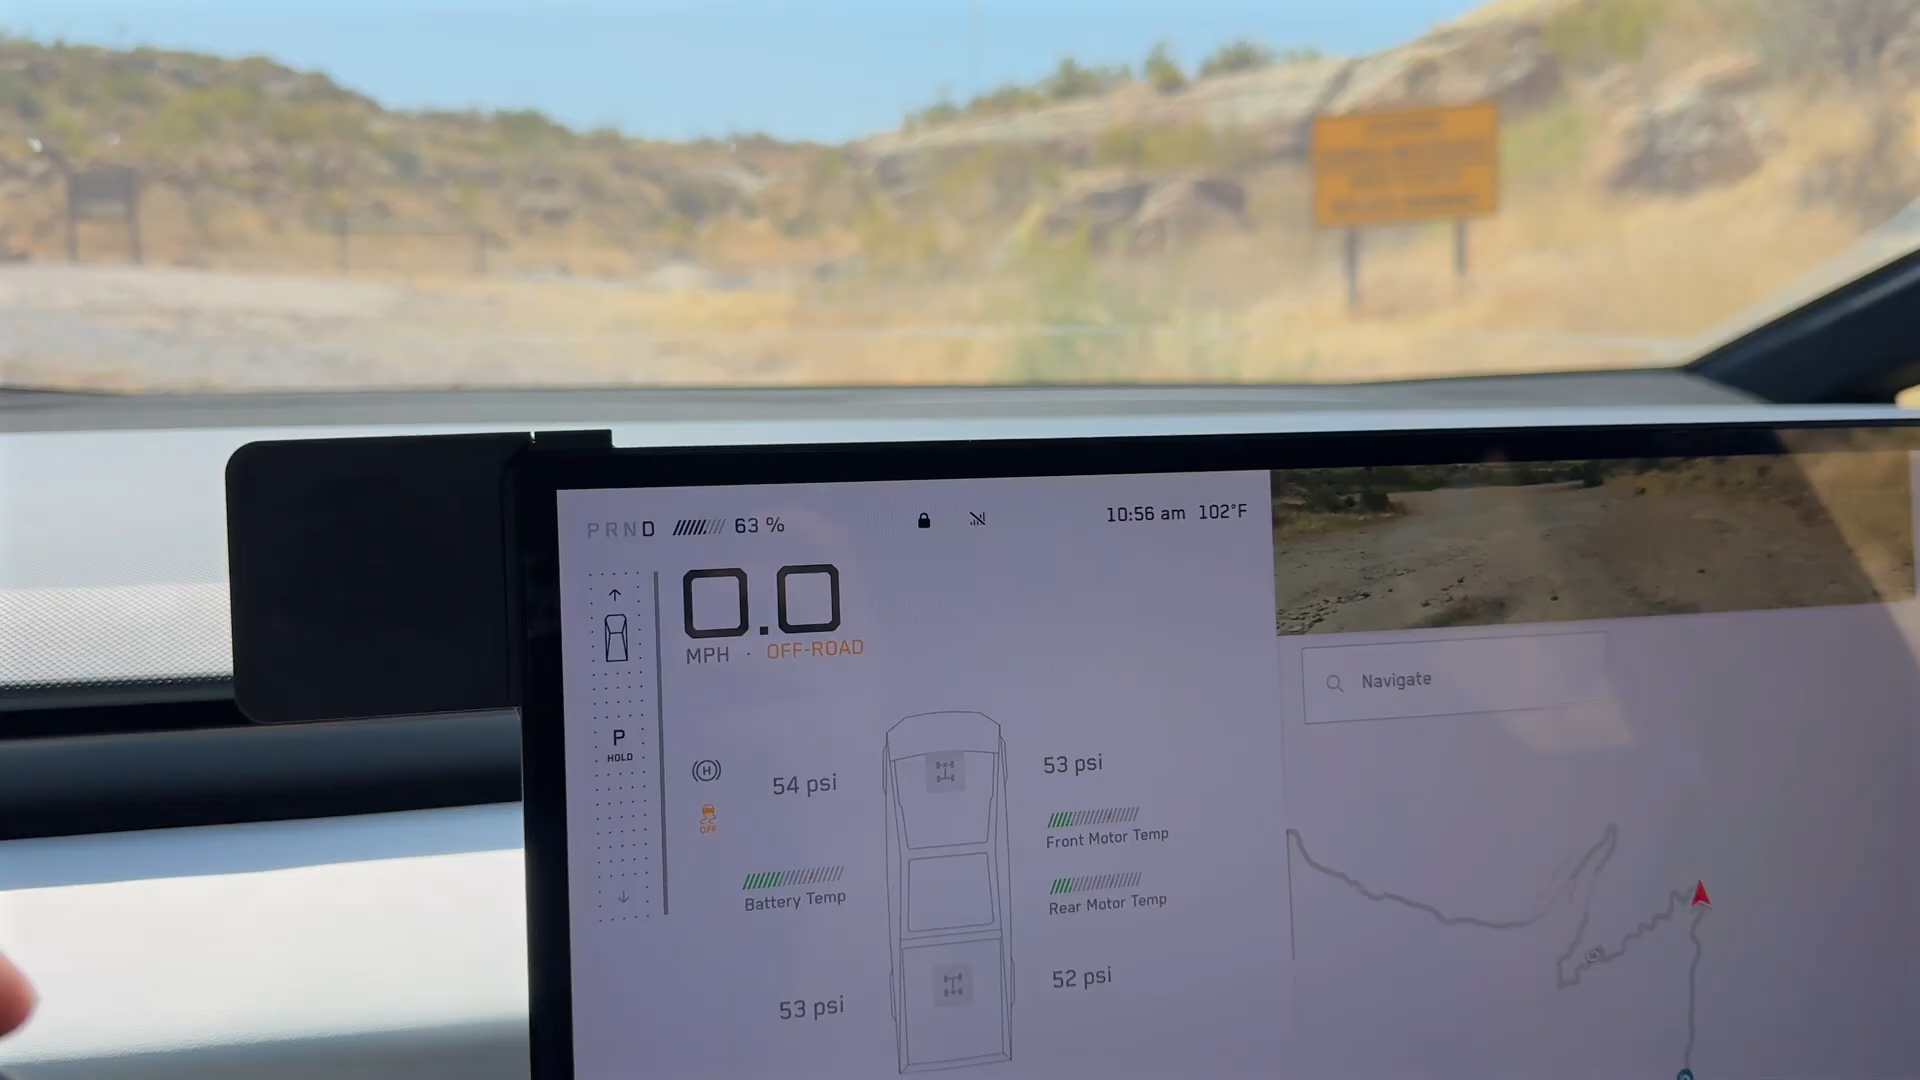 PRND 63 % 10:56 am 102°F
0.0
MPH · OFF-ROAD
Navigate
P
HOLD
H
OFF
54 psi
53 psi
Front Motor Temp
Battery Temp
Rear Motor Temp
53 psi
52 psi